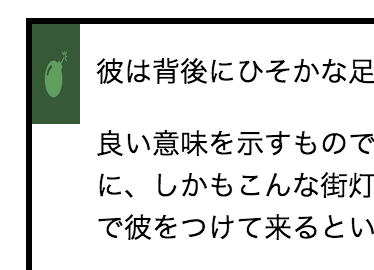 彼は背後にひそかな足
良い意味を示すもので
に、しかもこんな街灯
で彼をつけて来るとい